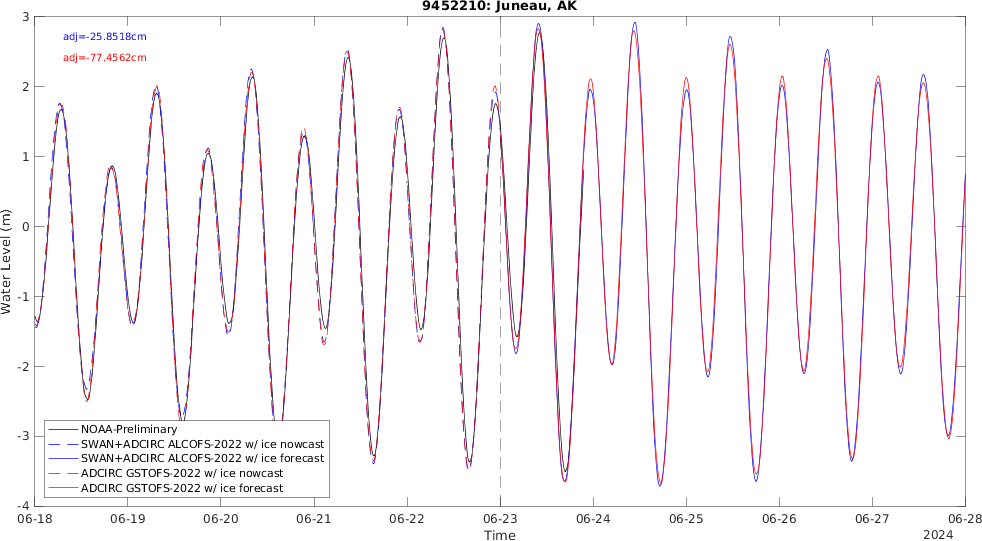 9452210: Juneau, AK
adj=-25.8518cm
adj=-77.4562cm
3
2
1
0
-1
-2
-3
-4
Water Level (m)
NOAA-Preliminary
SWAN+ADCIRC ALCOFS-2022 w/ ice nowcast
SWAN+ADCIRC ALCOFS-2022 w/ ice forecast
ADCIRC GSTOFS-2022 w/ ice nowcast
ADCIRC GSTOFS-2022 w/ ice forecast
06-18 06-19 06-20 06-21 06-22 06-23 06-24 06-25 06-26 06-27 06-28
Time
2024